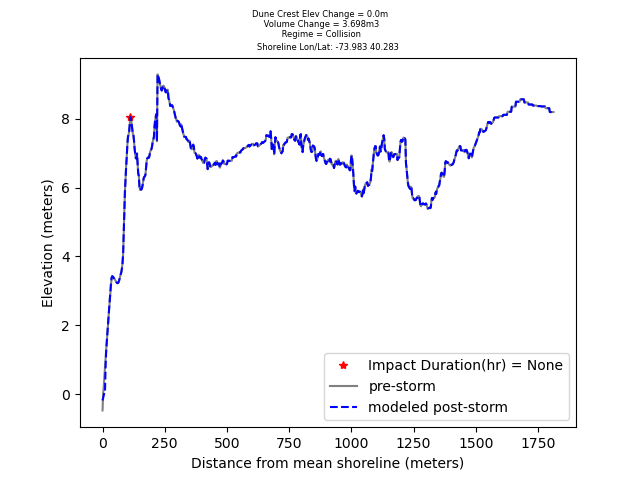 Dune Crest Elev Change = 0.0m
Volume Change = 3.698m3
Regime = Collision
Shoreline Lon/Lat: -73.983 40.283
Elevation (meters)
8
6
4
2
0
Impact Duration(hr) = None
pre-storm
modeled post-storm
0 250 500 750 1000 1250 1500 1750
Distance from mean shoreline (meters)